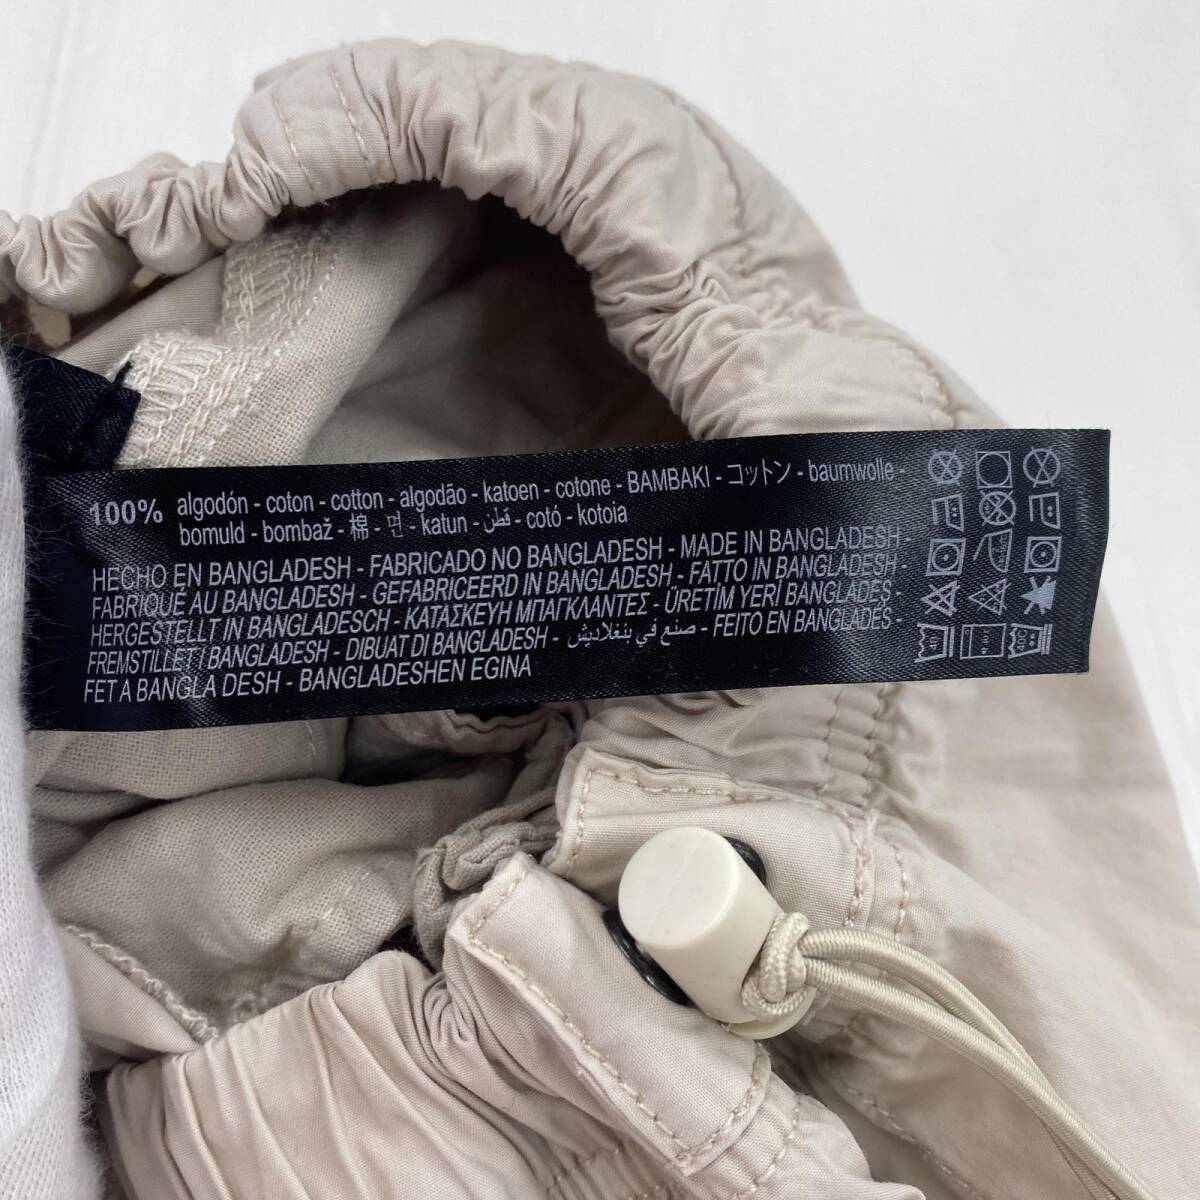 100% algodón - coton - cotton - algodão - katoen - cotone - BAMBAKI - コットン - baumwolle -
bomuld - bombaž - 棉 - 면 - katun - قطن - cotó - kotoia
HECHO EN BANGLADESH - FABRICADO NO BANGLADESH - MADE IN BANGLADESH -
FABRIQUÉ AU BANGLADESH - GEFABRICEERD IN BANGLADESH - FATTO IN BANGLADESH -
HERGESTELLT IN BANGLADESCH - ΚΑΤΑΣΚΕΥΗ ΜΠΑΓΚΛΑΝΤΕΣ - ÜRETİM YERİ BANGLADEŞ -
FREMSTILLET I BANGLADESH - DIBUAT DI BANGLADESH - صنع في بنغلاديش - FEITO EN BANGLADÉS -
FET A BANGLA DESH - BANGLADESHEN EGINA